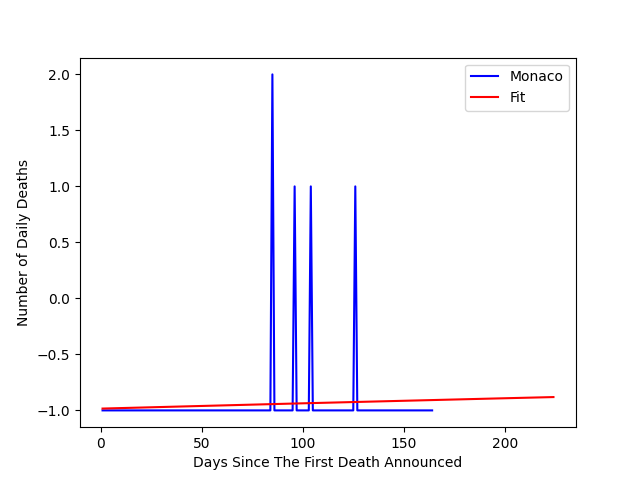 Monaco
Fit
2.0
1.5
1.0
0.5
0.0
−0.5
−1.0
Number of Daily Deaths
0 50 100 150 200
Days Since The First Death Announced